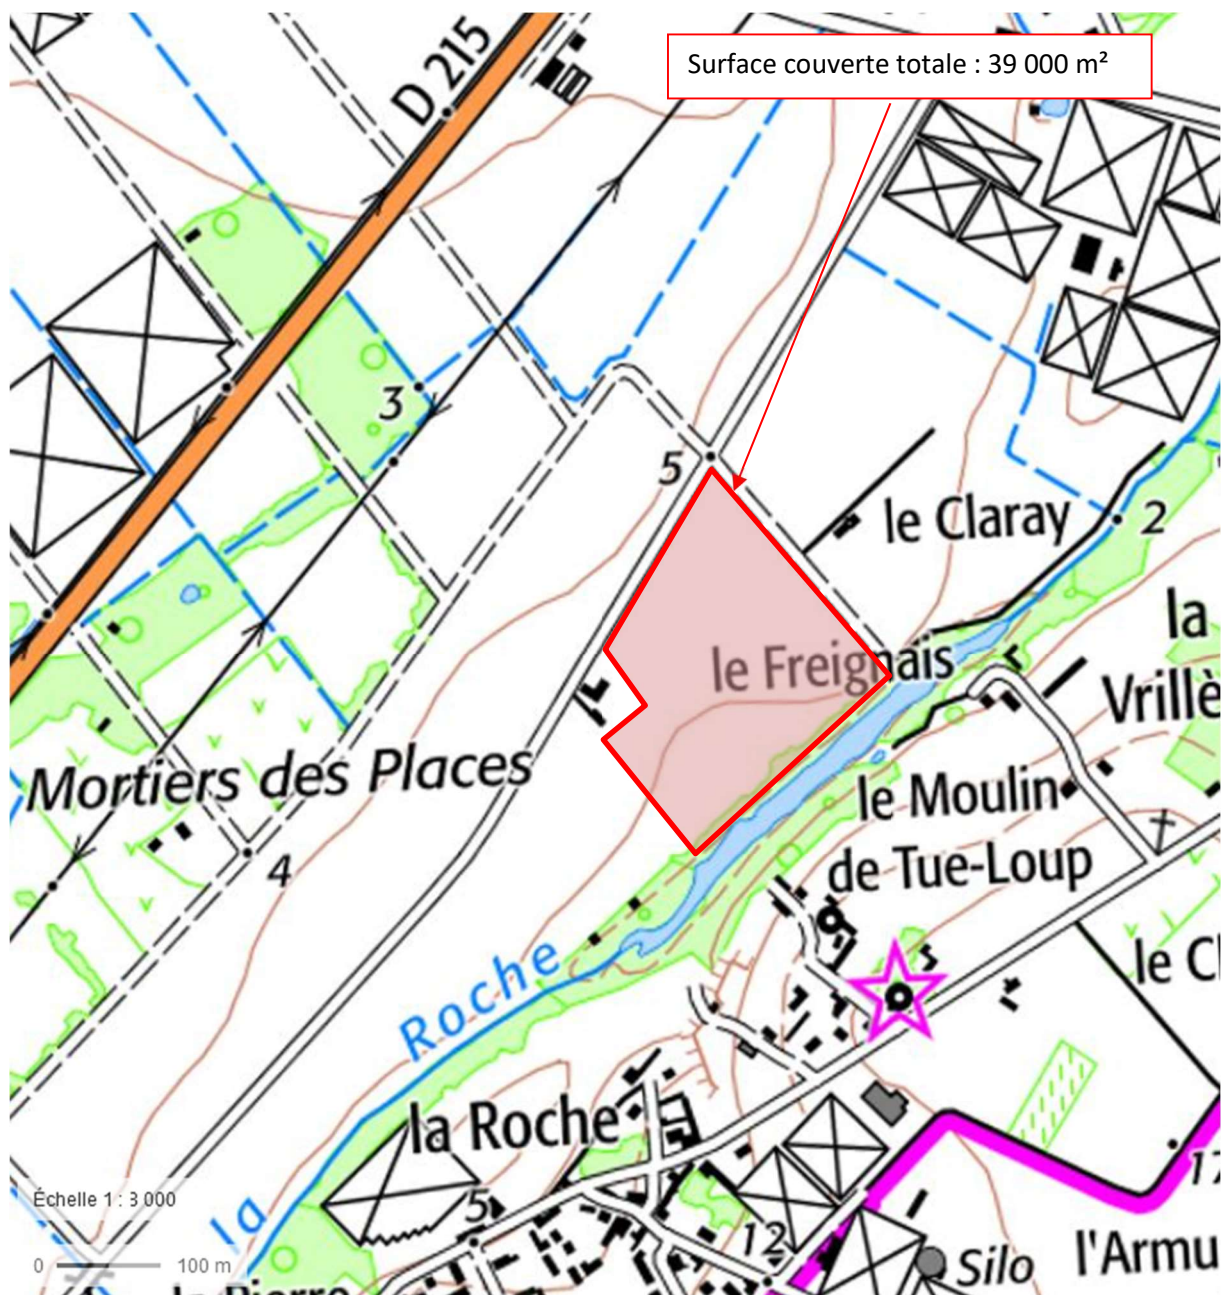 Surface couverte totale : 39 000 m²
D 215
3
5
le Claray
2
la
Vrillè
le Freignais
Mortiers des Places
le Moulin
de Tue-Loup
4
le Cl
Roche
la
la Roche
5
12
17
l'Armu
Silo
Échelle 1 : 3 000
0 100 m